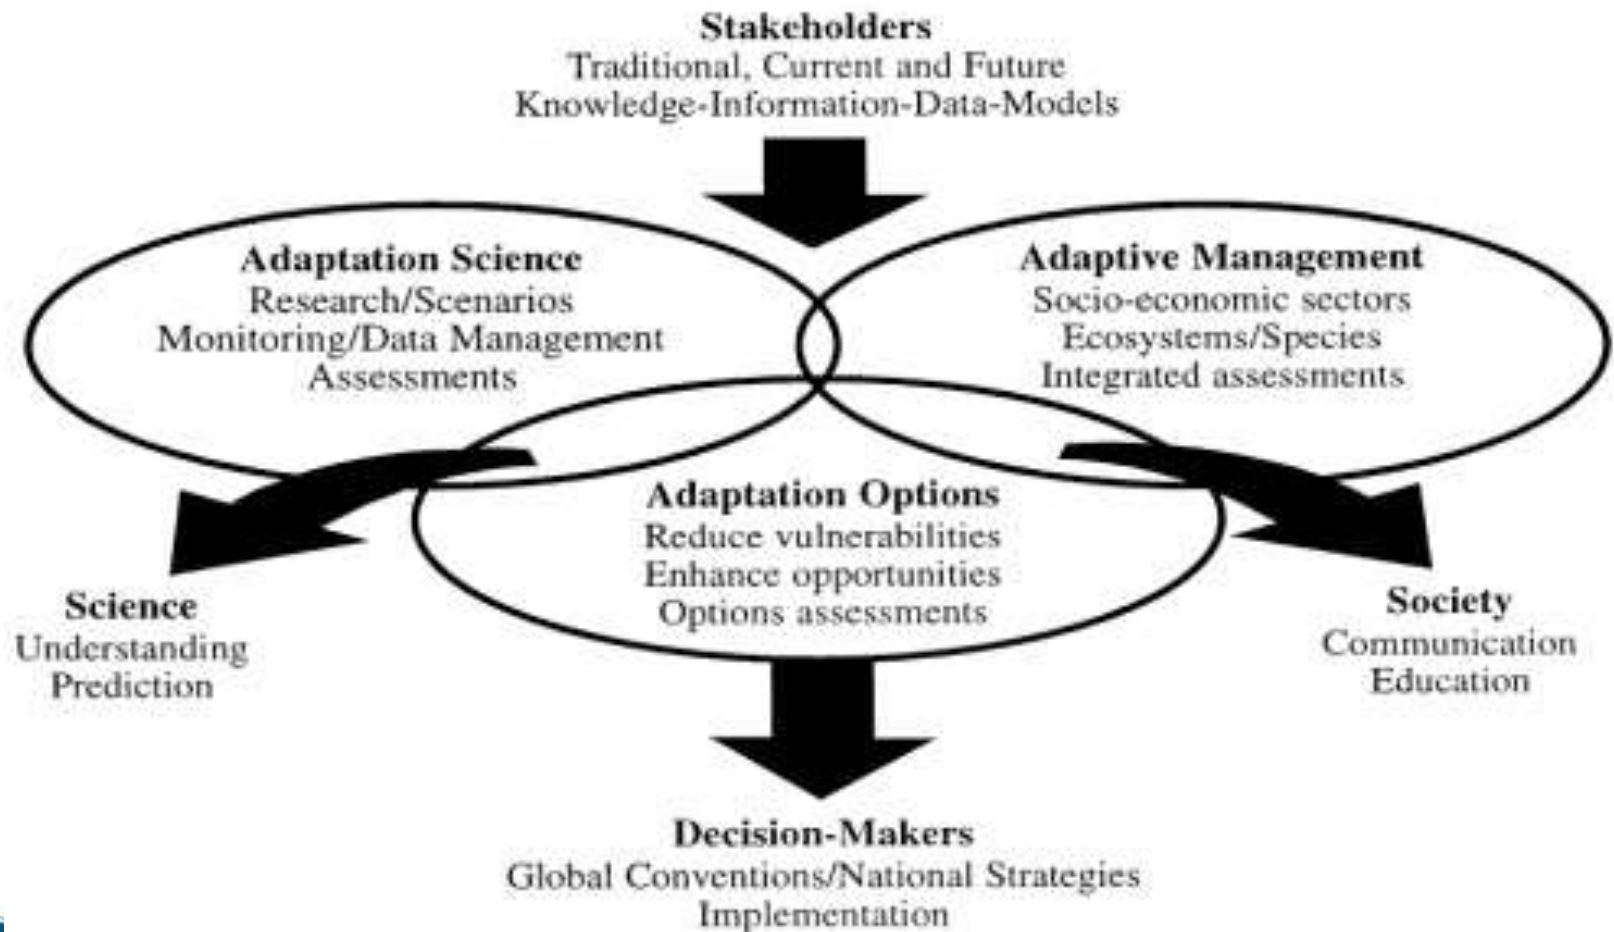 Stakeholders
Traditional, Current and Future
Knowledge-Information-Data-Models
Adaptation Science
Research/Scenarios
Monitoring/Data Management
Assessments
Adaptive Management
Socio-economic sectors
Ecosystems/Species
Integrated assessments
Adaptation Options
Reduce vulnerabilities
Enhance opportunities
Options assessments
Science
Understanding
Prediction
Society
Communication
Education
Decision-Makers
Global Conventions/National Strategies
Implementation